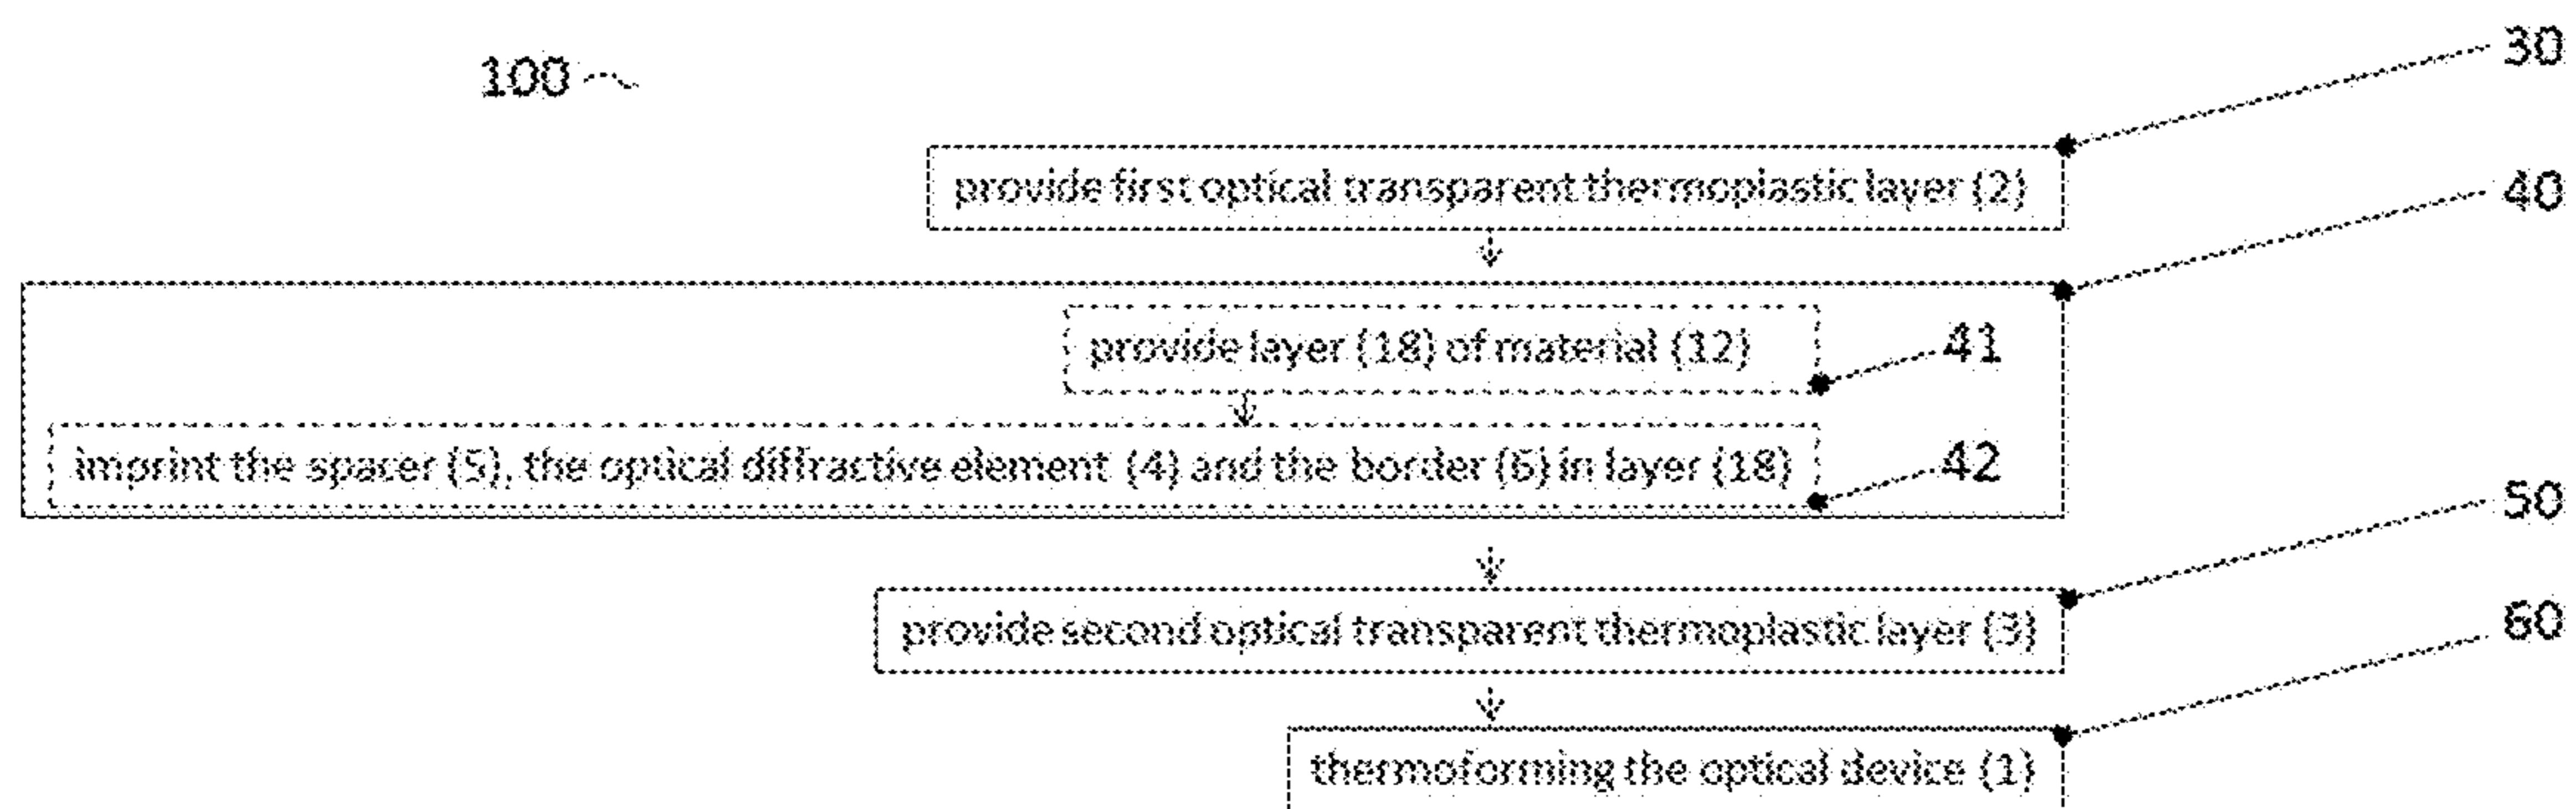 100
30
provide first optical transparent thermoplastic layer (2)
40
provide layer (18) of material (12)
41
imprint the spacer (5), the optical diffractive element (4) and the border (6) in layer (18)
42
50
provide second optical transparent thermoplastic layer (3)
60
thermoforming the optical device (1)